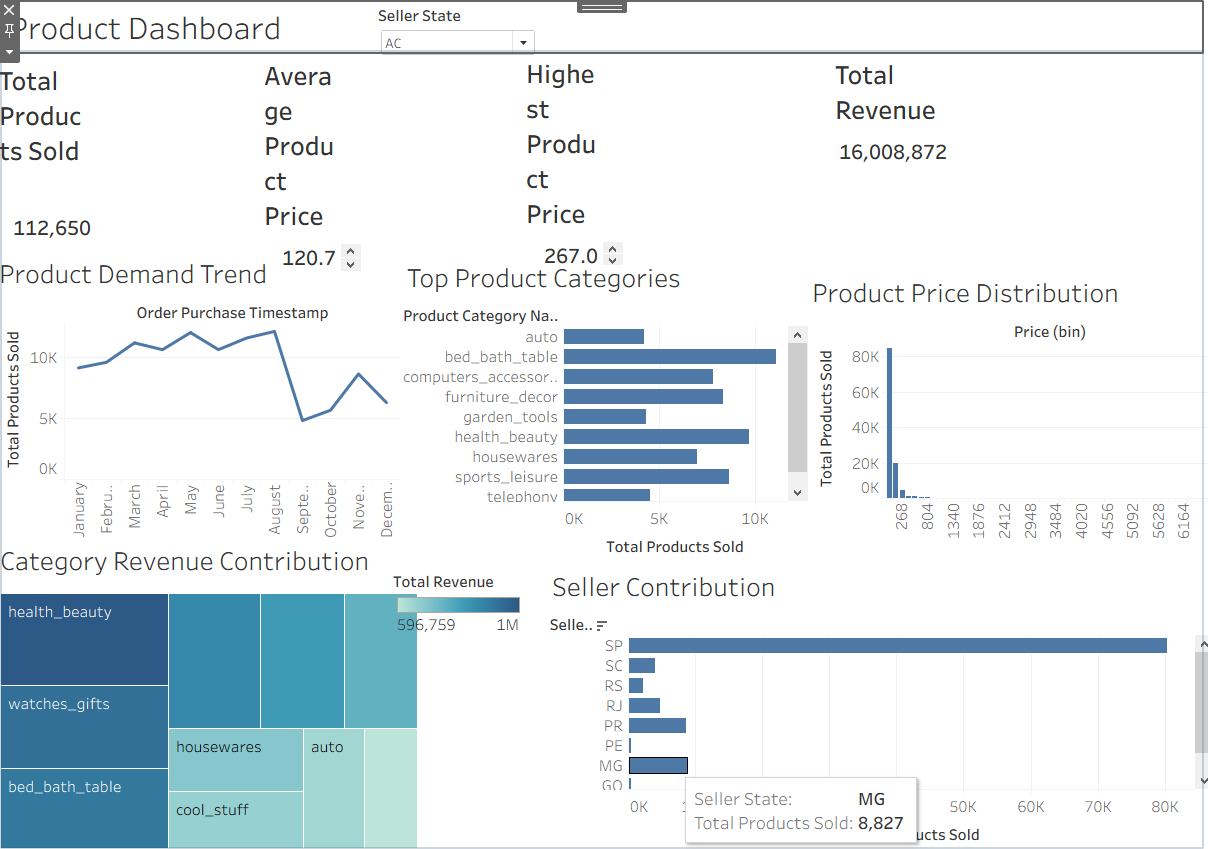 Product Dashboard
Seller State
AC
Total
Produc
ts Sold
112,650
Avera
ge
Produ
ct
Price
120.7
Highe
st
Produ
ct
Price
267.0
Total
Revenue
16,008,872
Product Demand Trend
Order Purchase Timestamp
Total Products Sold
10K
5K
0K
January
Febru..
March
April
May
June
July
August
Septe..
October
Nove..
Decem..
Top Product Categories
Product Category Na..
auto
bed_bath_table
computers_accessor..
furniture_decor
garden_tools
health_beauty
housewares
sports_leisure
telephony
0K 5K 10K
Total Products Sold
Product Price Distribution
Price (bin)
Total Products Sold
80K
60K
40K
20K
0K
268
804
1340
1876
2412
2948
3484
4020
4556
5092
5628
6164
Category Revenue Contribution
Total Revenue
596,759 1M
health_beauty
watches_gifts
bed_bath_table
housewares
cool_stuff
auto
Seller Contribution
Selle..
SP
SC
RS
RJ
PR
PE
MG
GO
0K 50K 60K 70K 80K
Seller State: MG
Total Products Sold: 8,827
ucts Sold